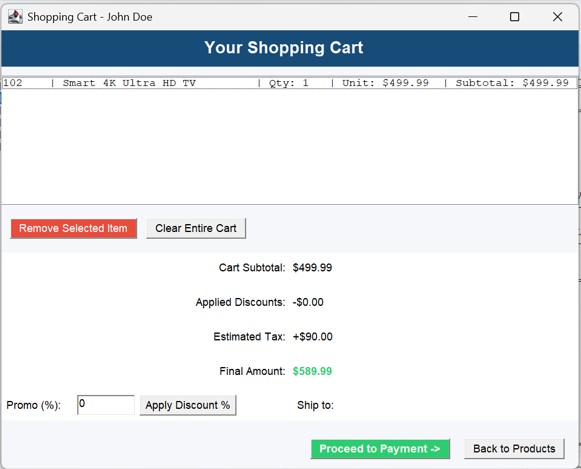 Shopping Cart - John Doe
Your Shopping Cart
102 | Smart 4K Ultra HD TV | Qty: 1 | Unit: $499.99 | Subtotal: $499.99
Remove Selected Item Clear Entire Cart
Cart Subtotal: $499.99
Applied Discounts: -$0.00
Estimated Tax: +$90.00
Final Amount: $589.99
Promo (%): 0 Apply Discount % Ship to:
Proceed to Payment -> Back to Products